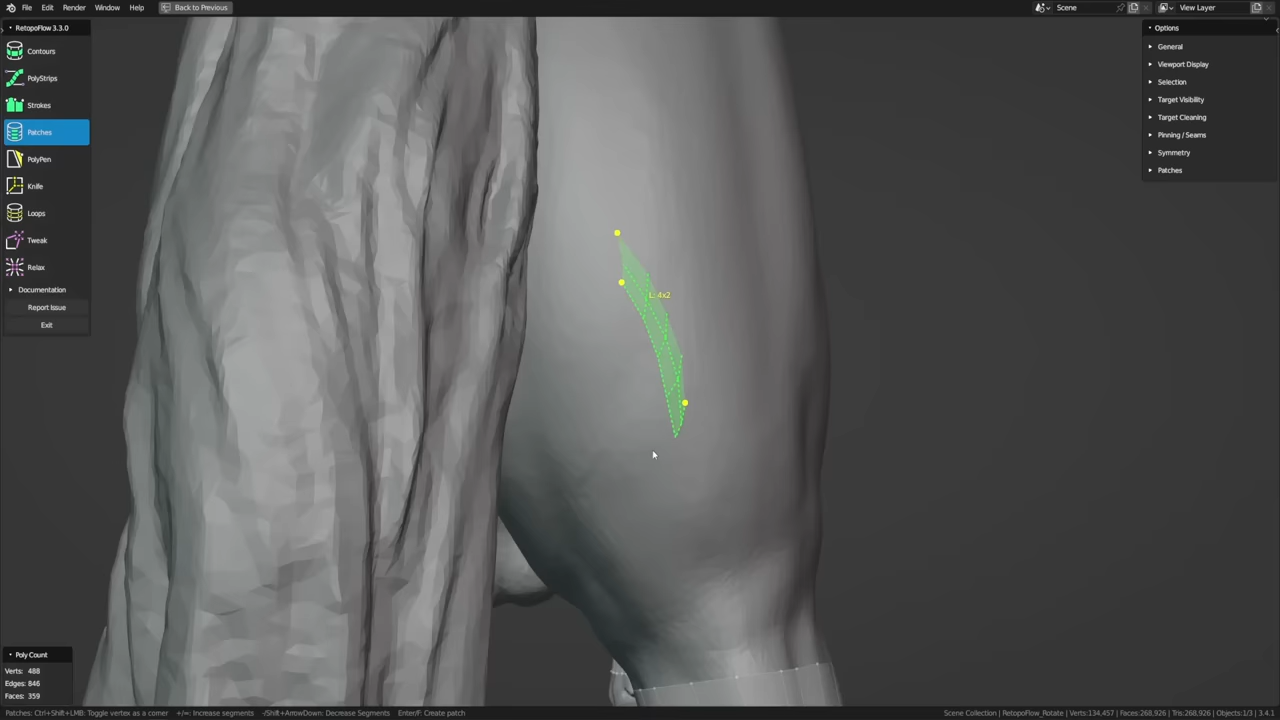 File Edit Render Window Help Back to Previous Scene View Layer
RetopoFlow 3.3.0
Contours
PolyStrips
Strokes
Patches
PolyPen
Knife
Loops
Tweak
Relax
Documentation
Report Issue
Exit
Options
General
Viewport Display
Selection
Target Visibility
Target Cleaning
Pinning / Seams
Symmetry
Patches
L: 4x2
Poly Count
Verts: 488
Edges: 846
Faces: 359
Patches: Ctrl+Shift+LMB: Toggle vertex as a corner +/=: Increase segments -/Shift+ArrowDown: Decrease Segments Enter/F: Create patch Scene Collection | RetopoFlow_Rotate | Verts:134,457 | Faces:268,926 | Tris:268,926 | Objects:1/3 | 3.4.1